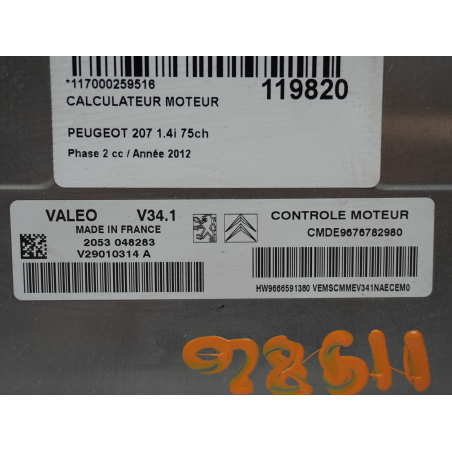 *117000259516
119820
CALCULATEUR MOTEUR
PEUGEOT 207 1.4i 75ch
Phase 2 cc / Année 2012
VALEO V34.1
MADE IN FRANCE
2053 048283
V29010314 A
CONTROLE MOTEUR
CMDE9676782980
HW9666591380 VEMSCMMEV341NAECEM0